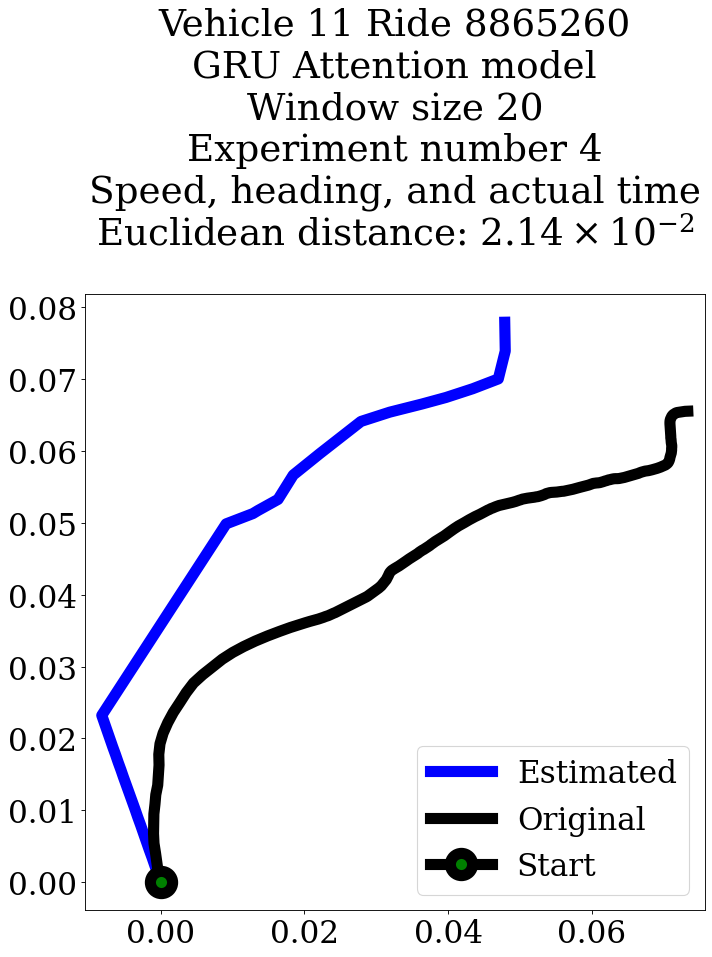 Vehicle 11 Ride 8865260
GRU Attention model
Window size 20
Experiment number 4
Speed, heading, and actual time
Euclidean distance: 2.14 × 10⁻²
0.08
0.07
0.06
0.05
0.04
0.03
0.02
0.01
0.00
Estimated
Original
Start
0.00 0.02 0.04 0.06